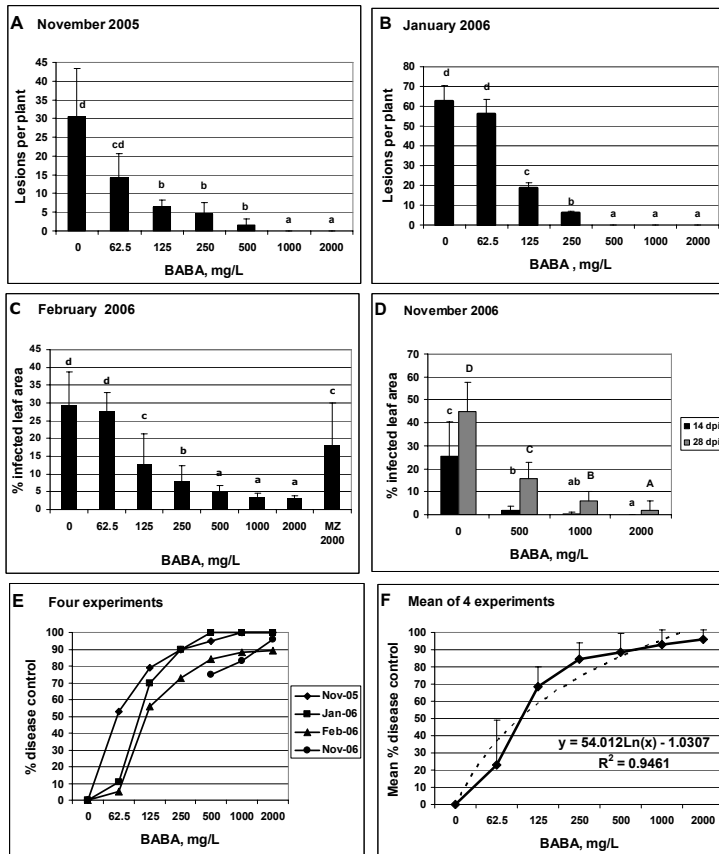 A November 2005
Lesions per plant
45
40
35
30
25
20
15
10
5
0
d
cd
b
b
b
a
a
0 62.5 125 250 500 1000 2000
BABA, mg/L
B January 2006
Lesions per plant
80
70
60
50
40
30
20
10
0
d
d
c
b
a
a
a
0 62.5 125 250 500 1000 2000
BABA , mg/L
C February 2006
% infected leaf area
45
40
35
30
25
20
15
10
5
0
d
d
c
b
a
a
a
c
0 62.5 125 250 500 1000 2000 MZ
2000
BABA, mg/L
D November 2006
% infected leaf area
70
60
50
40
30
20
10
0
c
D
b
C
ab
B
a
A
0 500 1000 2000
BABA, mg/L
14 dpi
28 dpi
E Four experiments
% disease control
100
90
80
70
60
50
40
30
20
10
0
0 62.5 125 250 500 1000 2000
BABA, mg/L
Nov-05
Jan-06
Feb-06
Nov-06
F Mean of 4 experiments
Mean % disease control
100
90
80
70
60
50
40
30
20
10
0
y = 54.012Ln(x) - 1.0307
R² = 0.9461
0 62.5 125 250 500 1000 2000
BABA, mg/L